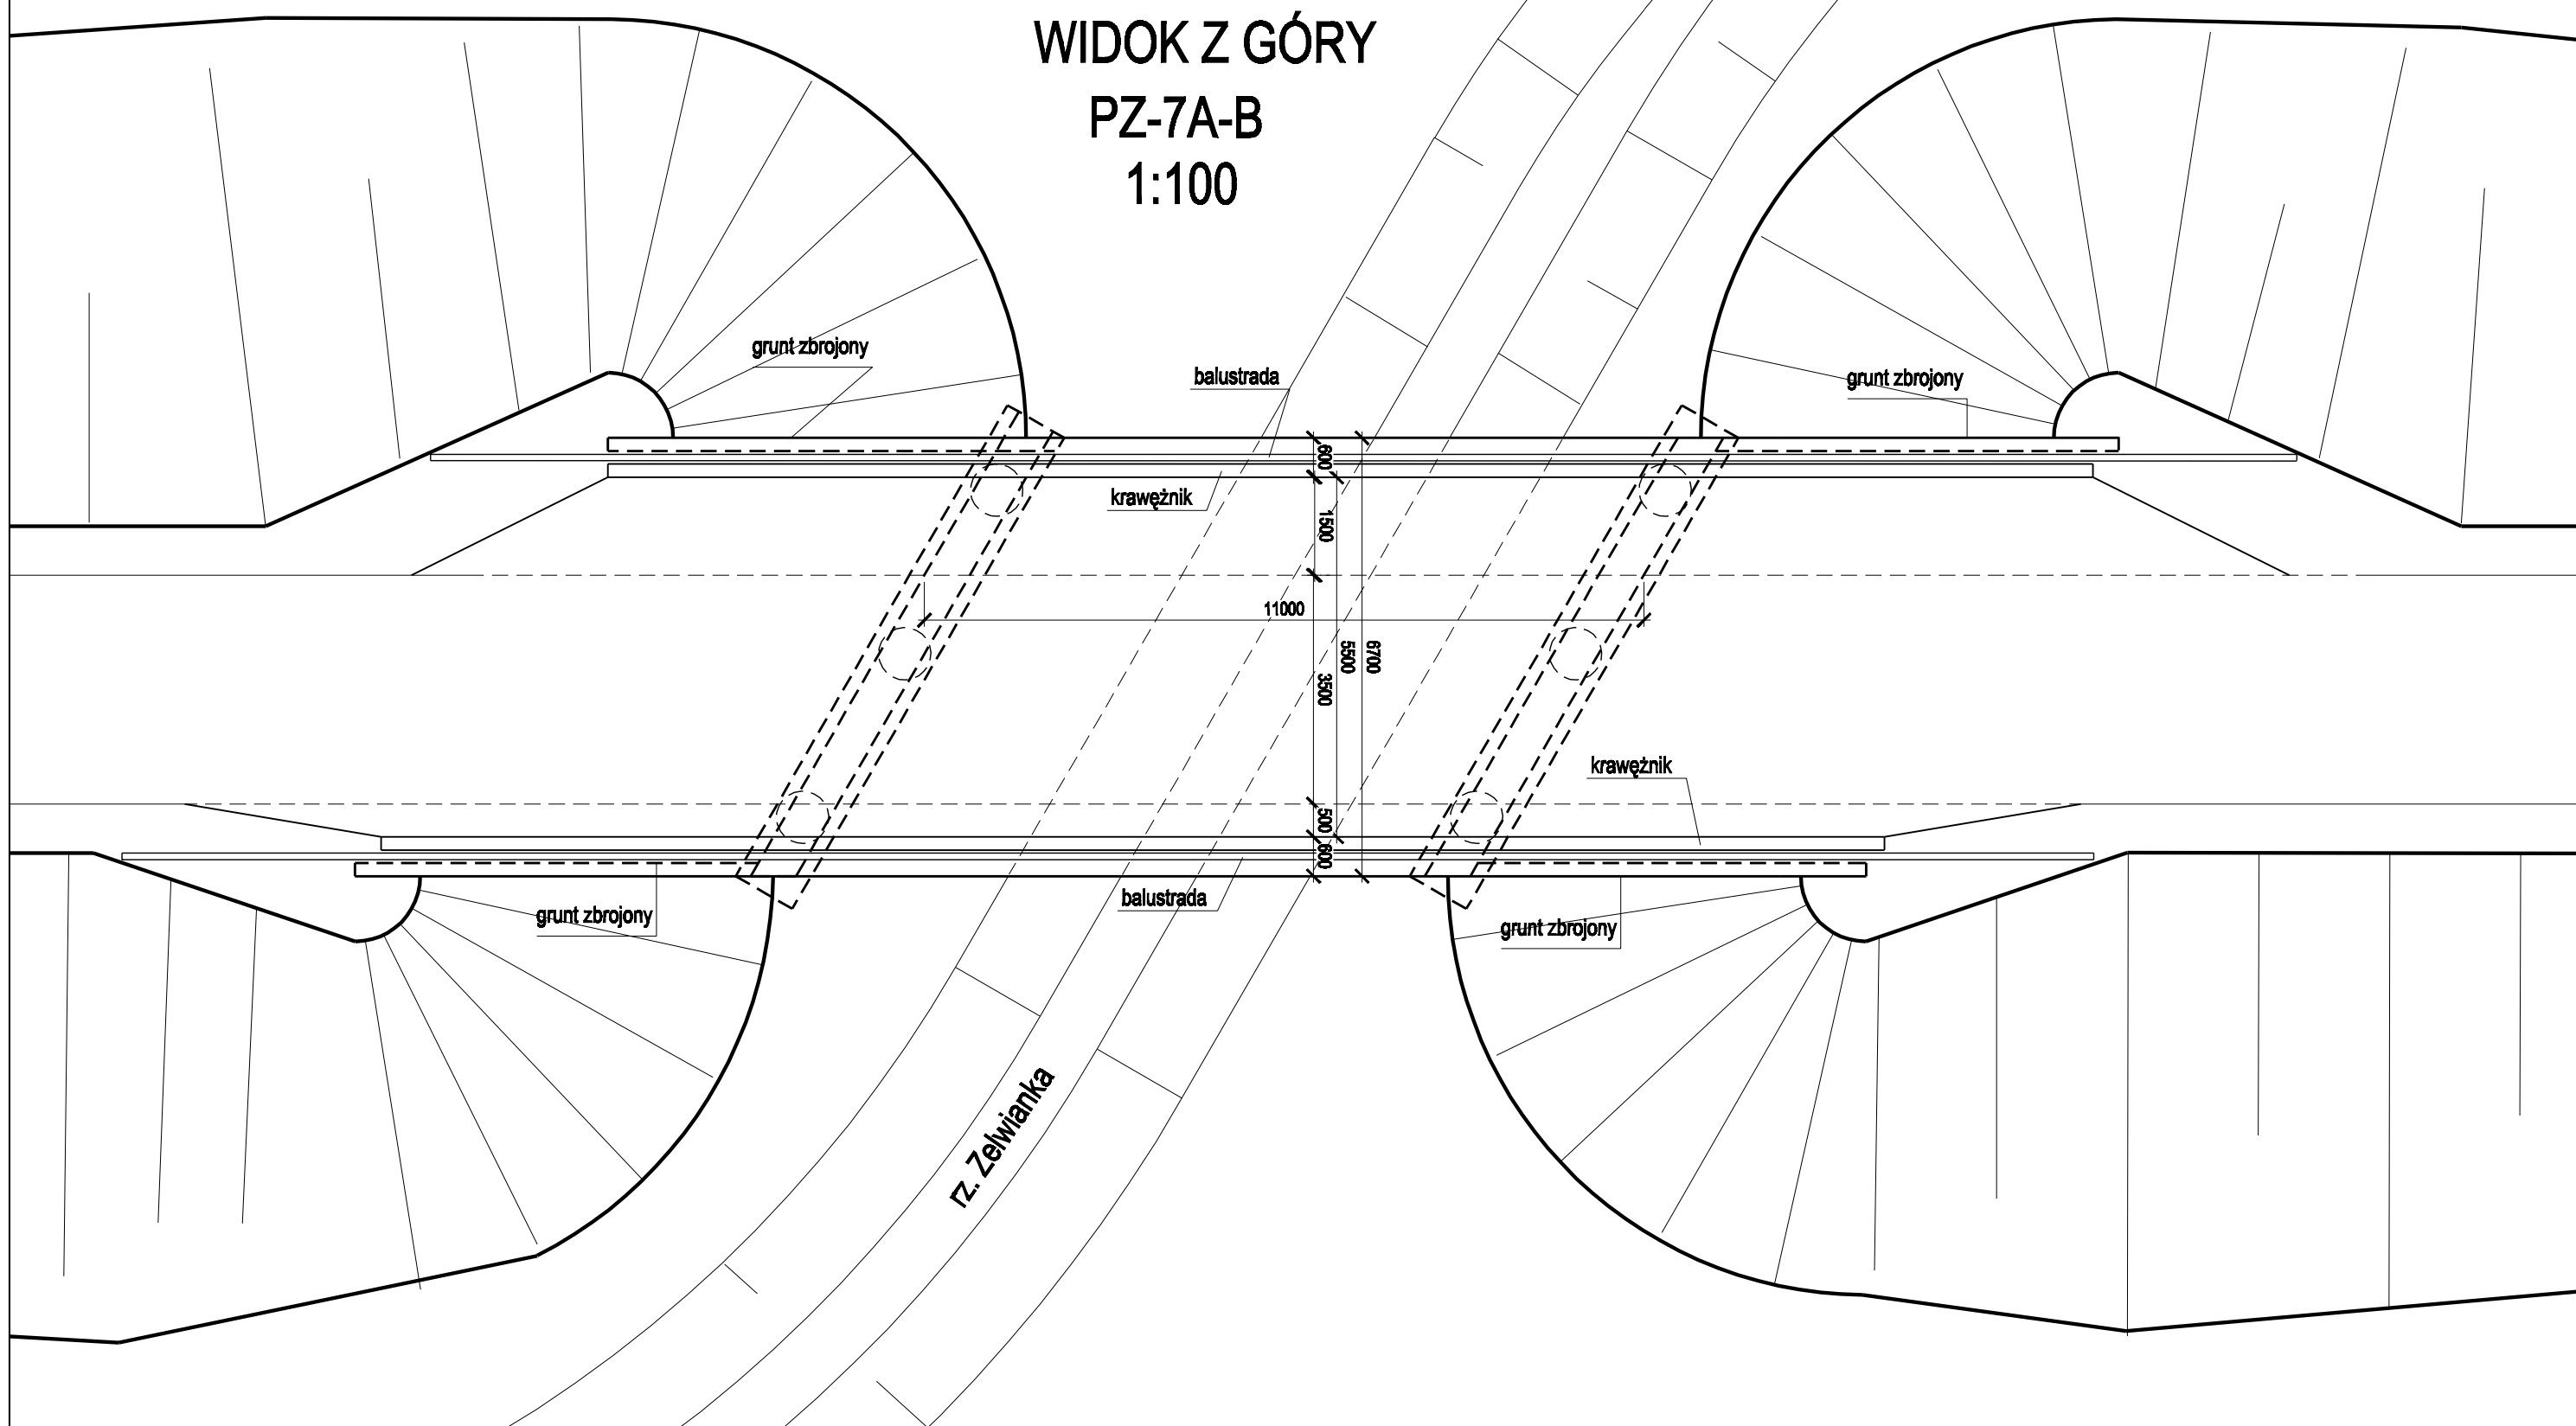 WIDOK Z GÓRY
PZ-7A-B
1:100
grunt zbrojony
balustrada
grunt zbrojony
600
krawężnik
1500
11000
5500
6700
3500
krawężnik
500
600
balustrada
grunt zbrojony
grunt zbrojony
rz. Zelwianka